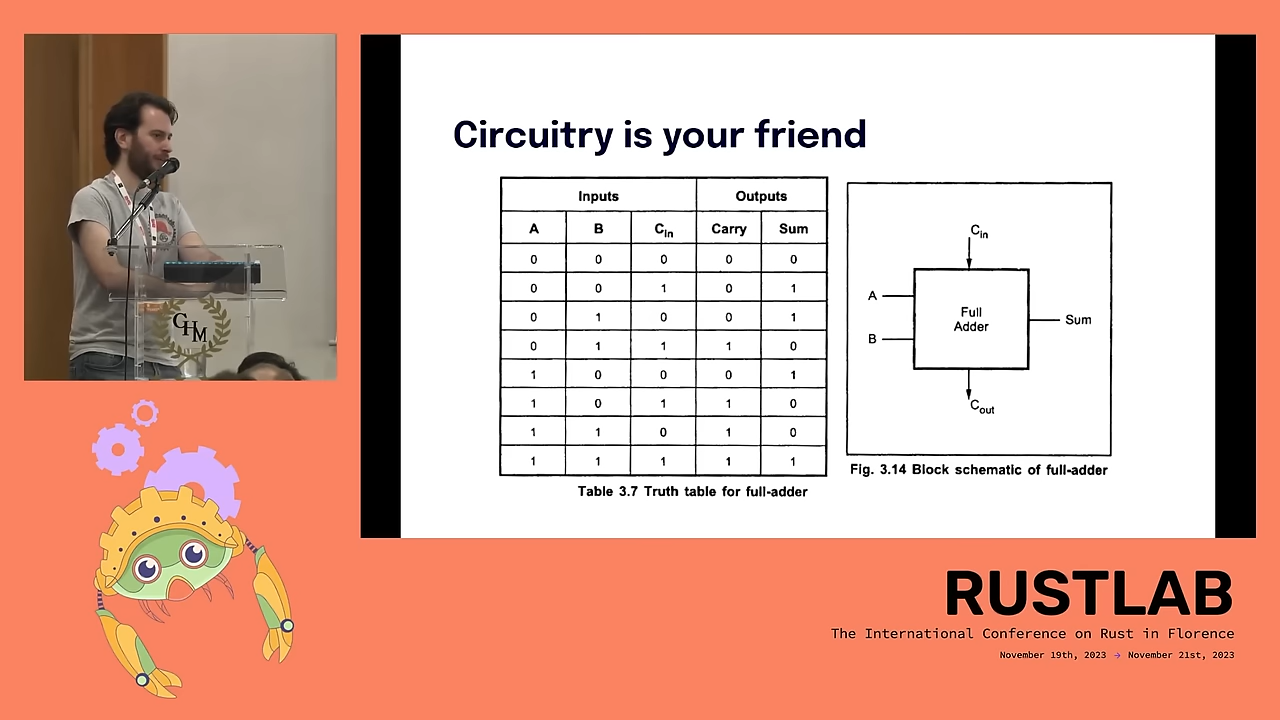 Circuitry is your friend
Inputs Outputs
A B Cin Carry Sum
0 0 0 0 0
0 0 1 0 1
0 1 0 0 1
0 1 1 1 0
1 0 0 0 1
1 0 1 1 0
1 1 0 1 0
1 1 1 1 1
Table 3.7 Truth table for full-adder
Cin
A
B
Full
Adder
Sum
Cout
Fig. 3.14 Block schematic of full-adder
GHM
RUSTLAB
The International Conference on Rust in Florence
November 19th, 2023 → November 21st, 2023